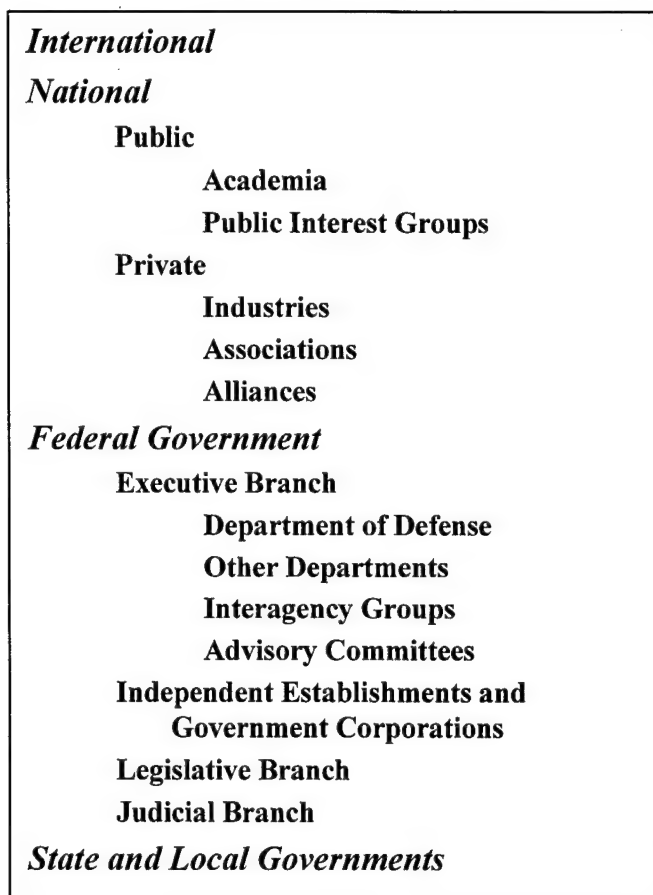 International
National
Public
Academia
Public Interest Groups
Private
Industries
Associations
Alliances
Federal Government
Executive Branch
Department of Defense
Other Departments
Interagency Groups
Advisory Committees
Independent Establishments and
Government Corporations
Legislative Branch
Judicial Branch
State and Local Governments